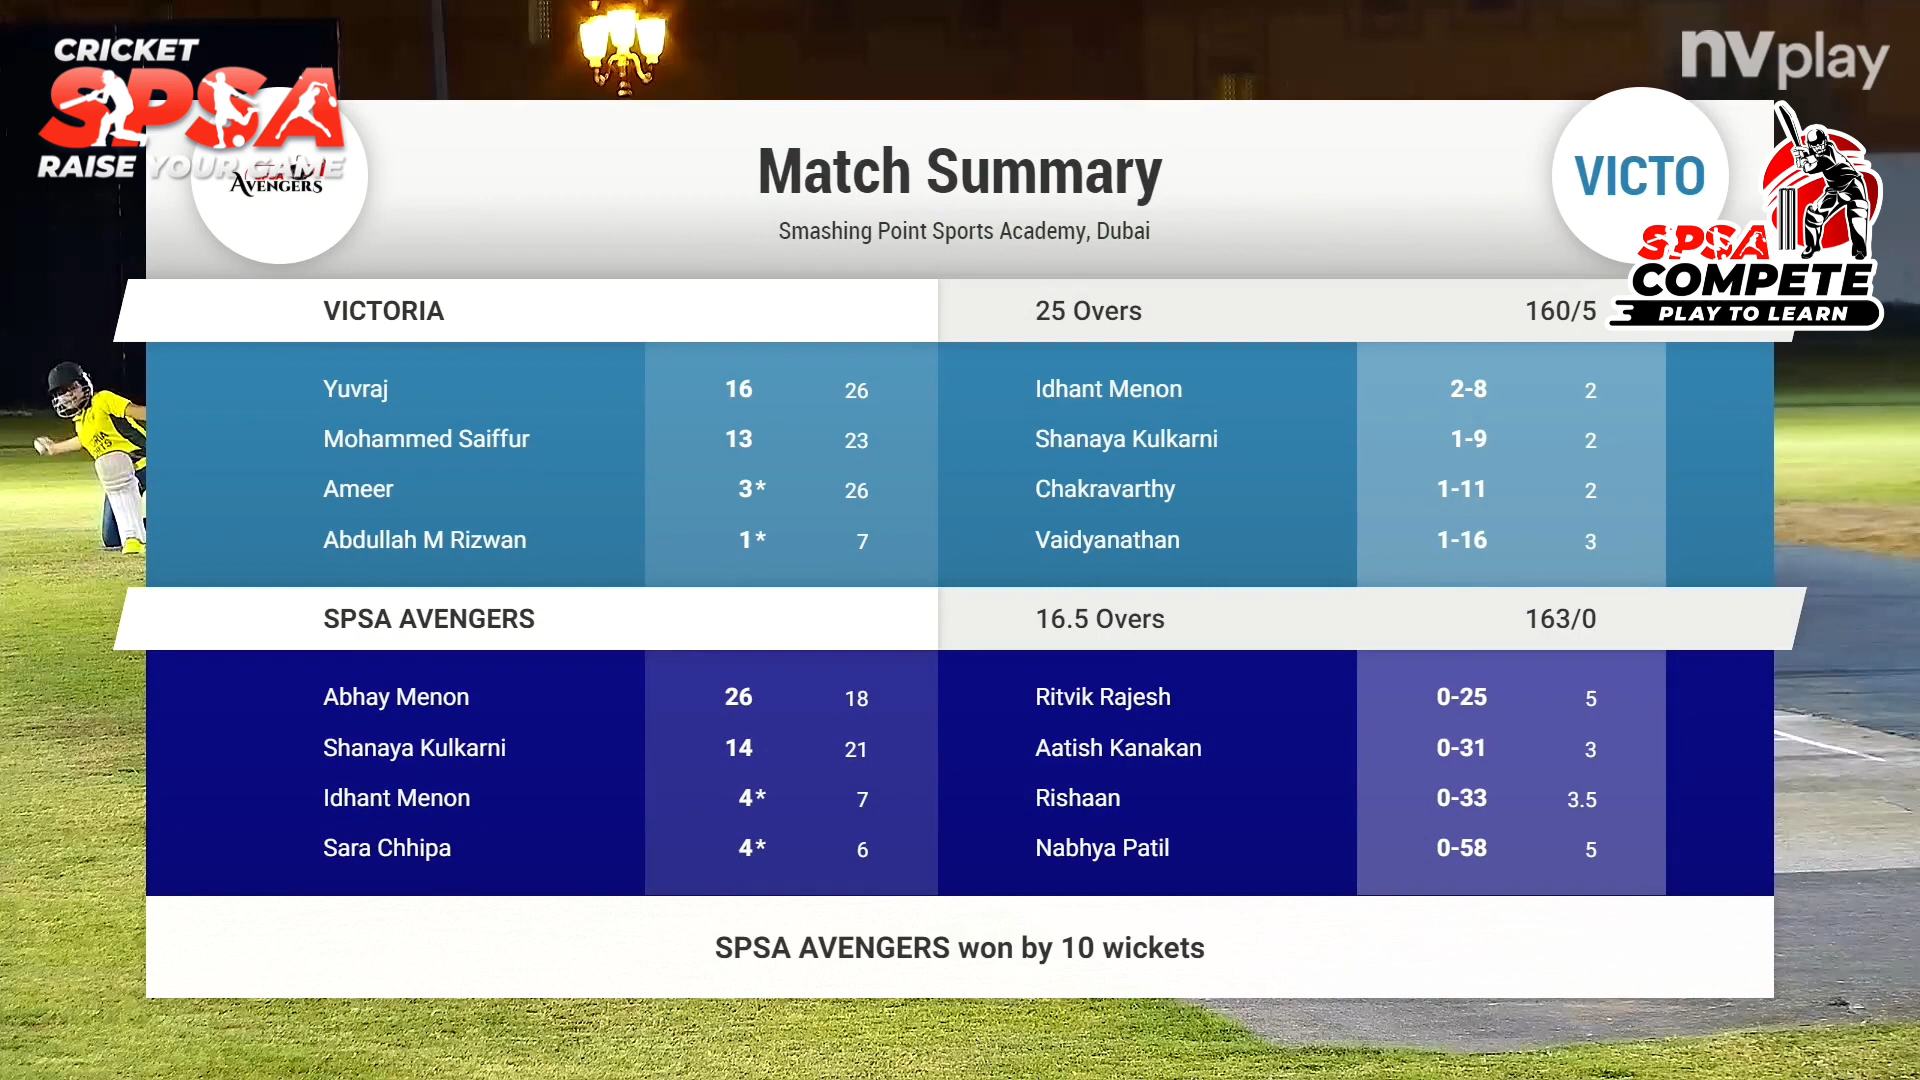 CRICKET
SPSA
RAISE YOUR GAME
AVENGERS
nvplay
Match Summary
Smashing Point Sports Academy, Dubai
VICTO
SPSA
COMPETE
PLAY TO LEARN
VICTORIA 25 Overs 160/5
Yuvraj 16 26 Idhant Menon 2-8 2
Mohammed Saiffur 13 23 Shanaya Kulkarni 1-9 2
Ameer 3* 26 Chakravarthy 1-11 2
Abdullah M Rizwan 1* 7 Vaidyanathan 1-16 3
SPSA AVENGERS 16.5 Overs 163/0
Abhay Menon 26 18 Ritvik Rajesh 0-25 5
Shanaya Kulkarni 14 21 Aatish Kanakan 0-31 3
Idhant Menon 4* 7 Rishaan 0-33 3.5
Sara Chhipa 4* 6 Nabhya Patil 0-58 5
SPSA AVENGERS won by 10 wickets